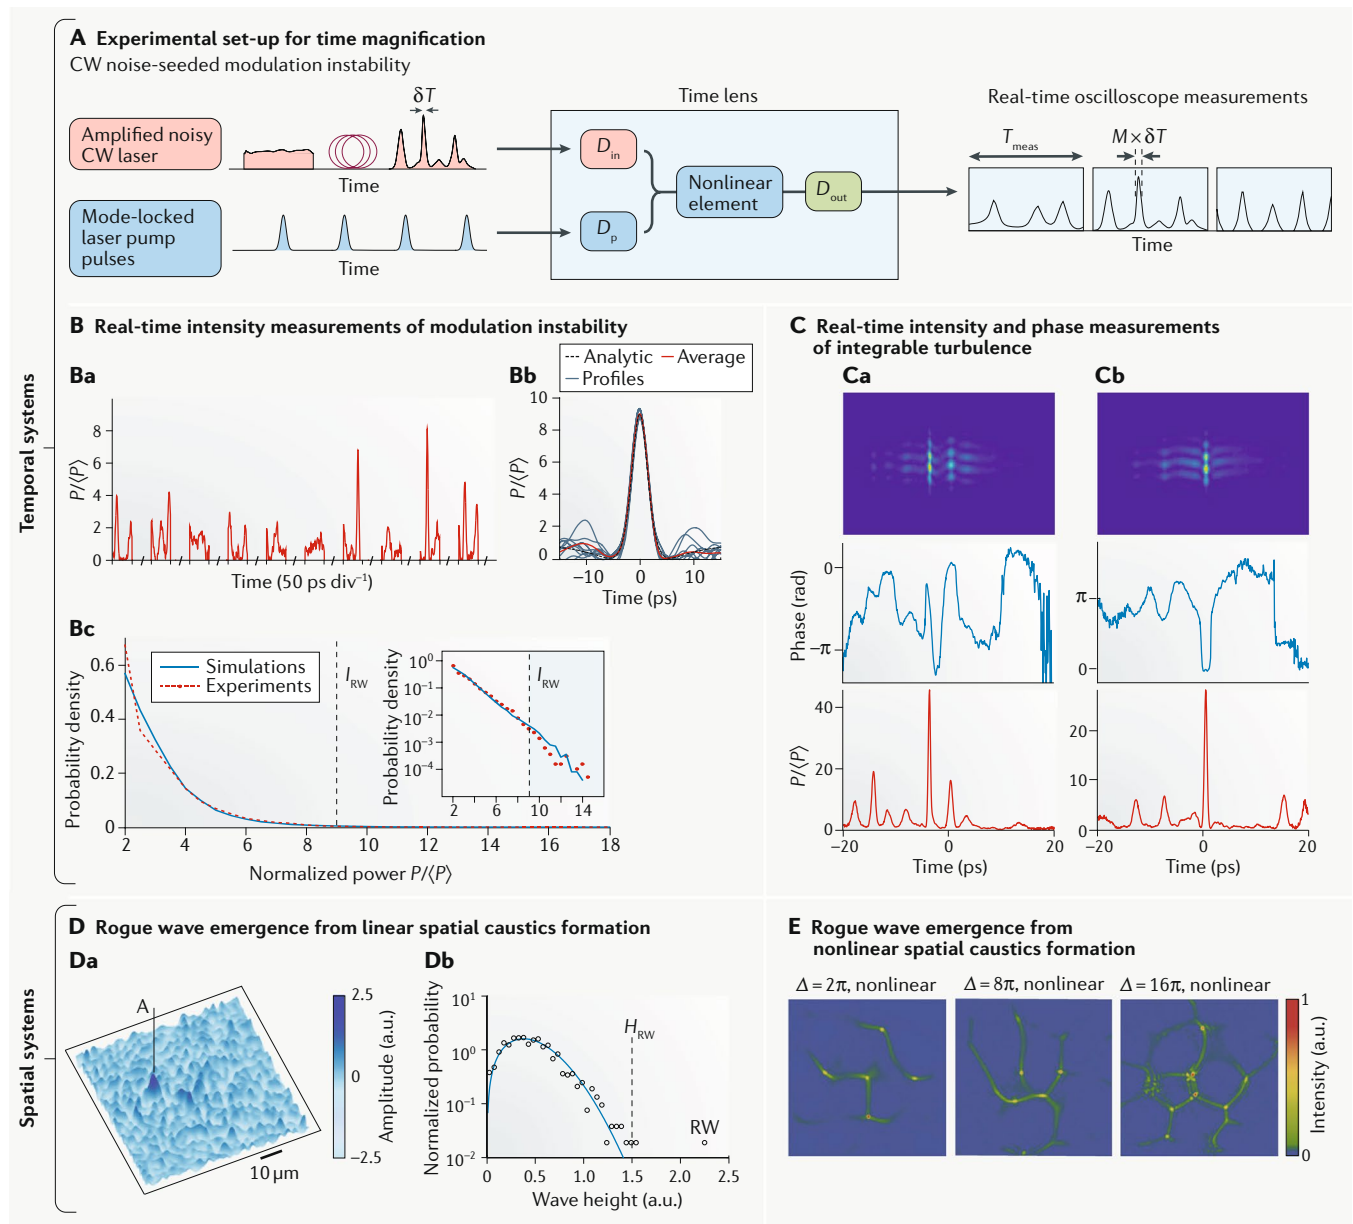 Temporal systems
A Experimental set-up for time magnification
CW noise-seeded modulation instability
Amplified noisy
CW laser
δT
Time
Mode-locked
laser pump
pulses
Time
Time lens
D_in
D_p
Nonlinear
element
D_out
Real-time oscilloscope measurements
T_meas
M × δT
Time
B Real-time intensity measurements of modulation instability
Ba
P/⟨P⟩
8
6
4
2
0
Time (50 ps div⁻¹)
Bb
Analytic
Average
Profiles
P/⟨P⟩
10
8
6
4
2
0
−10 0 10
Time (ps)
Bc
Probability density
0.6
0.4
0.2
0
Simulations
Experiments
I_RW
2 4 6 8 10 12 14 16 18
Normalized power P/⟨P⟩
Probability density
10⁰
10⁻¹
10⁻²
10⁻³
10⁻⁴
I_RW
2 6 10 14
C Real-time intensity and phase measurements
of integrable turbulence
Ca
Cb
Phase (rad)
0
−π
π
0
P/⟨P⟩
40
20
0
−20 0 20
Time (ps)
20
10
0
−20 0 20
Time (ps)
Spatial systems
D Rogue wave emergence from linear spatial caustics formation
Da
A
10 μm
2.5
0
−2.5
Amplitude (a.u.)
Db
Normalized probability
10¹
10⁰
10⁻¹
10⁻²
H_RW
RW
0 0.5 1.0 1.5 2.0 2.5
Wave height (a.u.)
E Rogue wave emergence from
nonlinear spatial caustics formation
Δ = 2π, nonlinear
Δ = 8π, nonlinear
Δ = 16π, nonlinear
1
0
Intensity (a.u.)